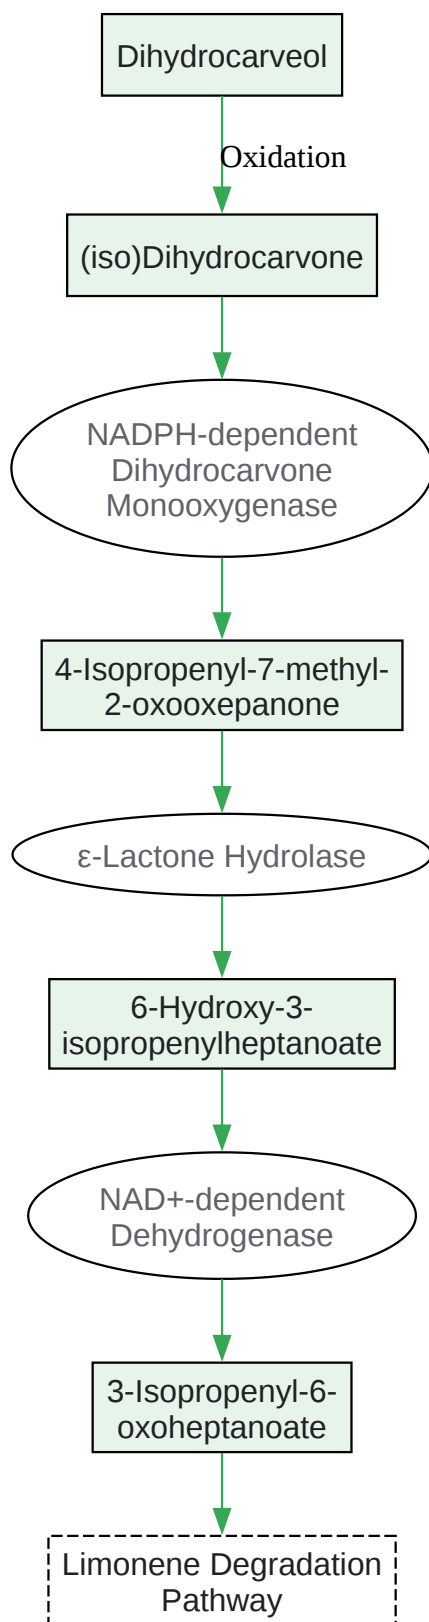 Dihydrocarveol
Oxidation
(iso)Dihydrocarvone
NADPH-dependent
Dihydrocarvone
Monooxygenase
4-Isopropenyl-7-methyl-
2-oxooxepanone
ε-Lactone Hydrolase
6-Hydroxy-3-
isopropenylheptanoate
NAD+-dependent
Dehydrogenase
3-Isopropenyl-6-
oxoheptanoate
Limonene Degradation
Pathway